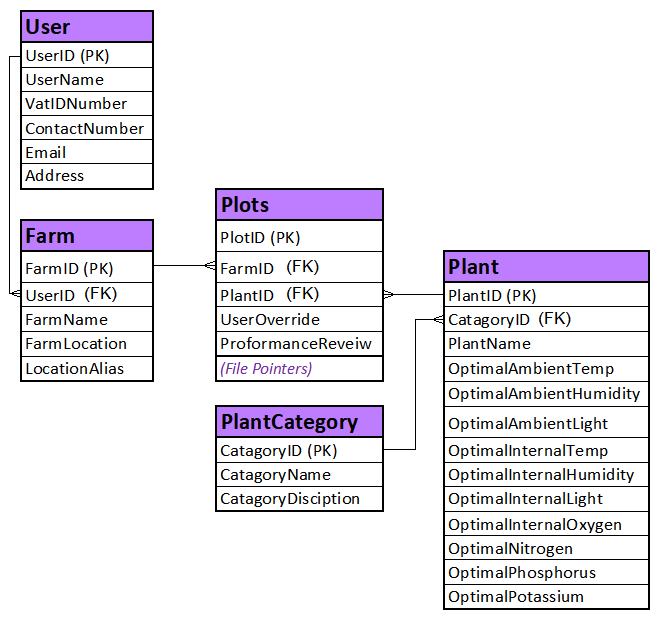 User
UserID (PK)
UserName
VatIDNumber
ContactNumber
Email
Address
Farm
FarmID (PK)
UserID (FK)
FarmName
FarmLocation
LocationAlias
Plots
PlotID (PK)
FarmID (FK)
PlantID (FK)
UserOverride
ProformanceReveiw
(File Pointers)
PlantCategory
CatagoryID (PK)
CatagoryName
CatagoryDisciption
Plant
PlantID (PK)
CatagoryID (FK)
PlantName
OptimalAmbientTemp
OptimalAmbientHumidity
OptimalAmbientLight
OptimalInternalTemp
OptimalInternalHumidity
OptimalInternalLight
OptimalInternalOxygen
OptimalNitrogen
OptimalPhosphorus
OptimalPotassium